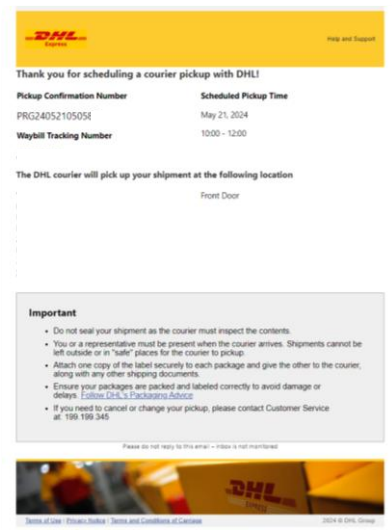 DHL
Express
Help and Support
Thank you for scheduling a courier pickup with DHL!
Pickup Confirmation Number
Scheduled Pickup Time
PRG24052105058
May 21, 2024
Waybill Tracking Number
10:00 – 12:00
The DHL courier will pick up your shipment at the following location
Front Door
Important
• Do not seal your shipment as the courier must inspect the contents.
• You or a representative must be present when the courier arrives. Shipments cannot be
left outside or in "safe" places for the courier to pickup.
• Attach one copy of the label securely to each package and give the other to the courier,
along with any other shipping documents.
• Ensure your packages are packed and labeled correctly to avoid damage or
delays. Follow DHL's Packaging Advice
• If you need to cancel or change your pickup, please contact Customer Service
at: 199.199.345
Please do not reply to this email – inbox is not monitored
DHL
Terms of Use | Privacy Notice | Terms and Conditions of Carriage
2024 © DHL Group